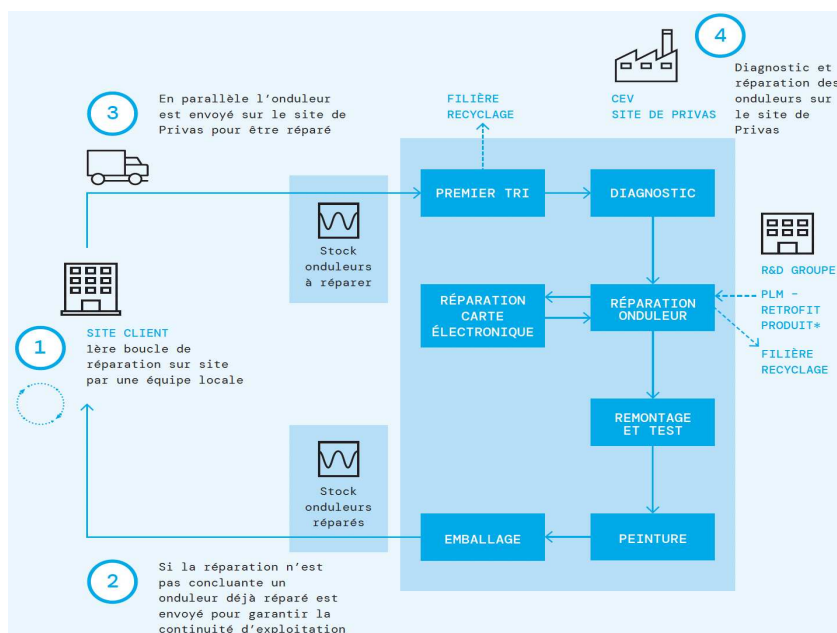 4
Diagnostic et
réparation des
onduleurs sur
le site de
Privas
3
En parallèle l’onduleur
est envoyé sur le site de
Privas pour être réparé
FILIÈRE
RECYCLAGE
CEV
SITE DE PRIVAS
PREMIER TRI
DIAGNOSTIC
Stock
onduleurs
à réparer
R&D GROUPE
PLM –
RETROFIT
PRODUIT*
FILIÈRE
RECYCLAGE
RÉPARATION
CARTE
ÉLECTRONIQUE
RÉPARATION
ONDULEUR
1
SITE CLIENT
1ère boucle de
réparation sur site
par une équipe locale
REMONTAGE
ET TEST
Stock
onduleurs
réparés
EMBALLAGE
PEINTURE
2
Si la réparation n’est
pas concluante un
onduleur déjà réparé est
envoyé pour garantir la
continuité d’exploitation